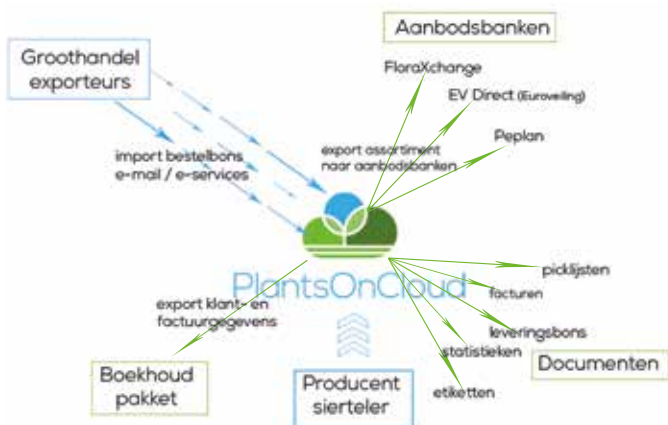 Aanbodsbanken
Groothandel
exporteurs
FloraXchange
EV Direct (Euroveiling)
Peplan
import bestelbons
e-mail / e-services
export assortiment
naar aanbodsbanken
PlantsOnCloud
picklijsten
facturen
leveringsbons
statistieken
etiketten
Documenten
export klant- en
factuurgegevens
Boekhoud
pakket
Producent
sierteler